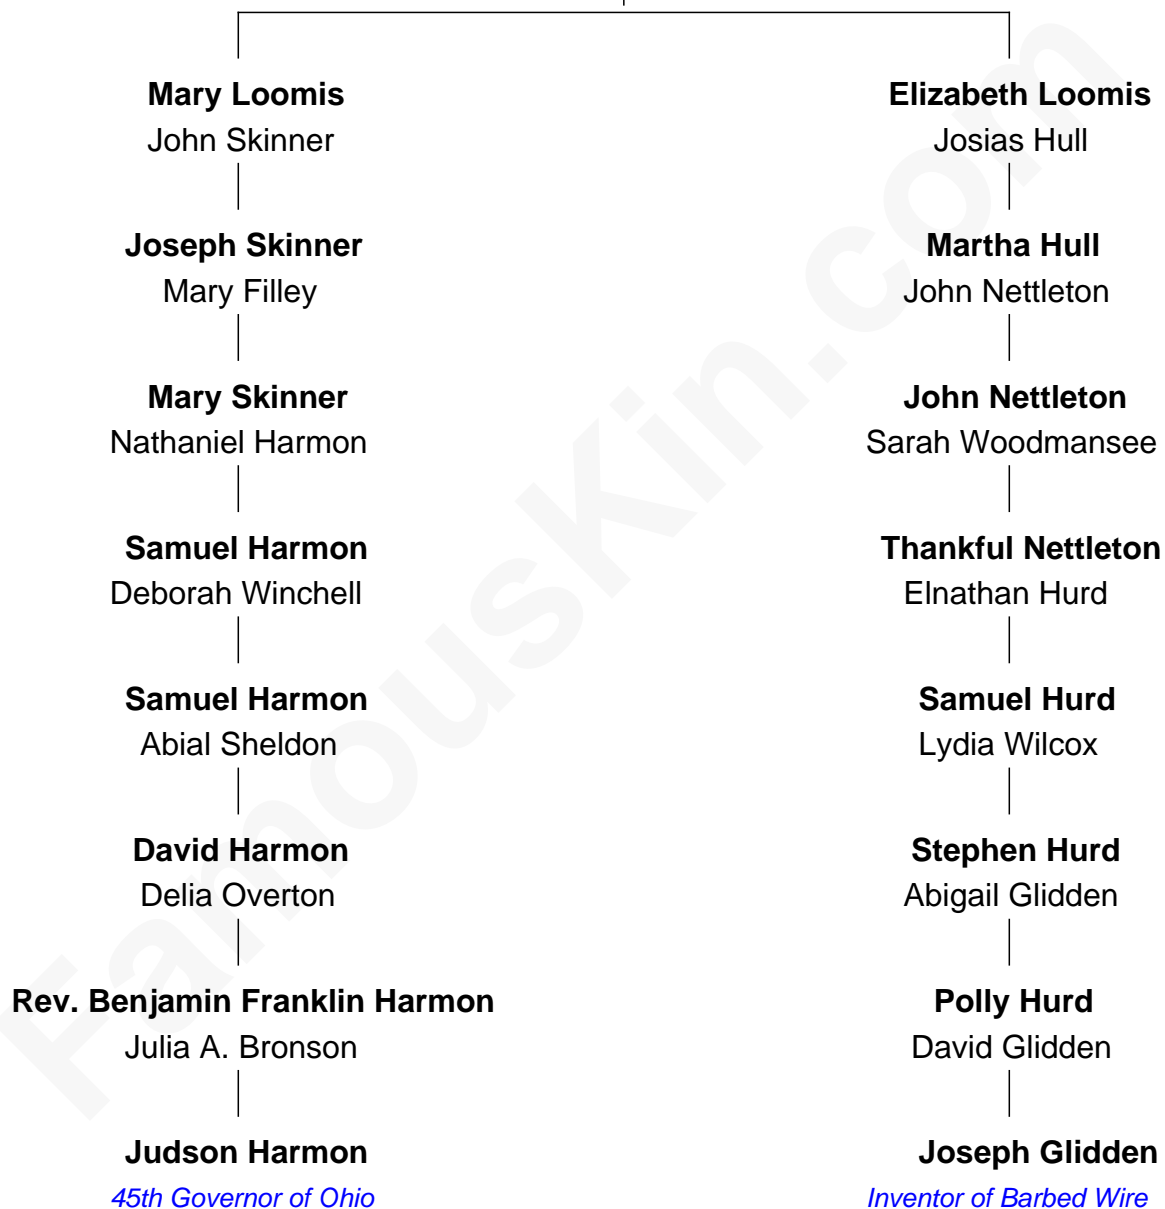 Mary Loomis
John Skinner
Joseph Skinner
Mary Filley
Mary Skinner
Nathaniel Harmon
Samuel Harmon
Deborah Winchell
Samuel Harmon
Abial Sheldon
David Harmon
Delia Overton
Rev. Benjamin Franklin Harmon
Julia A. Bronson
Judson Harmon
45th Governor of Ohio
Elizabeth Loomis
Josias Hull
Martha Hull
John Nettleton
John Nettleton
Sarah Woodmansee
Thankful Nettleton
Elnathan Hurd
Samuel Hurd
Lydia Wilcox
Stephen Hurd
Abigail Glidden
Polly Hurd
David Glidden
Joseph Glidden
Inventor of Barbed Wire
FamousKin.com